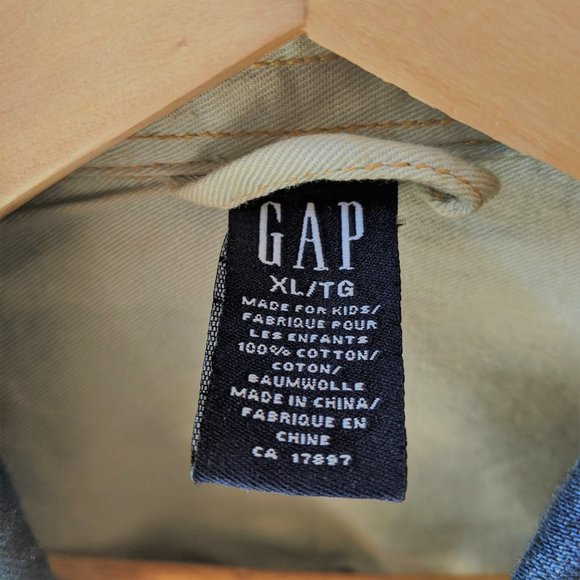 GAP
XL/TG
MADE FOR KIDS/
FABRIQUE POUR
LES ENFANTS
100% COTTON/
COTON/
BAUMWOLLE
MADE IN CHINA/
FABRIQUE EN
CHINE
CA 17897